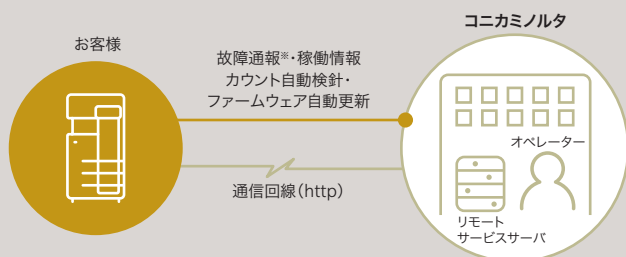 コニカミノルタ
お客様
故障通報※・稼働情報
カウント自動検針・
ファームウェア自動更新
オペレーター
通信回線(http)
リモート
サービスサーバ